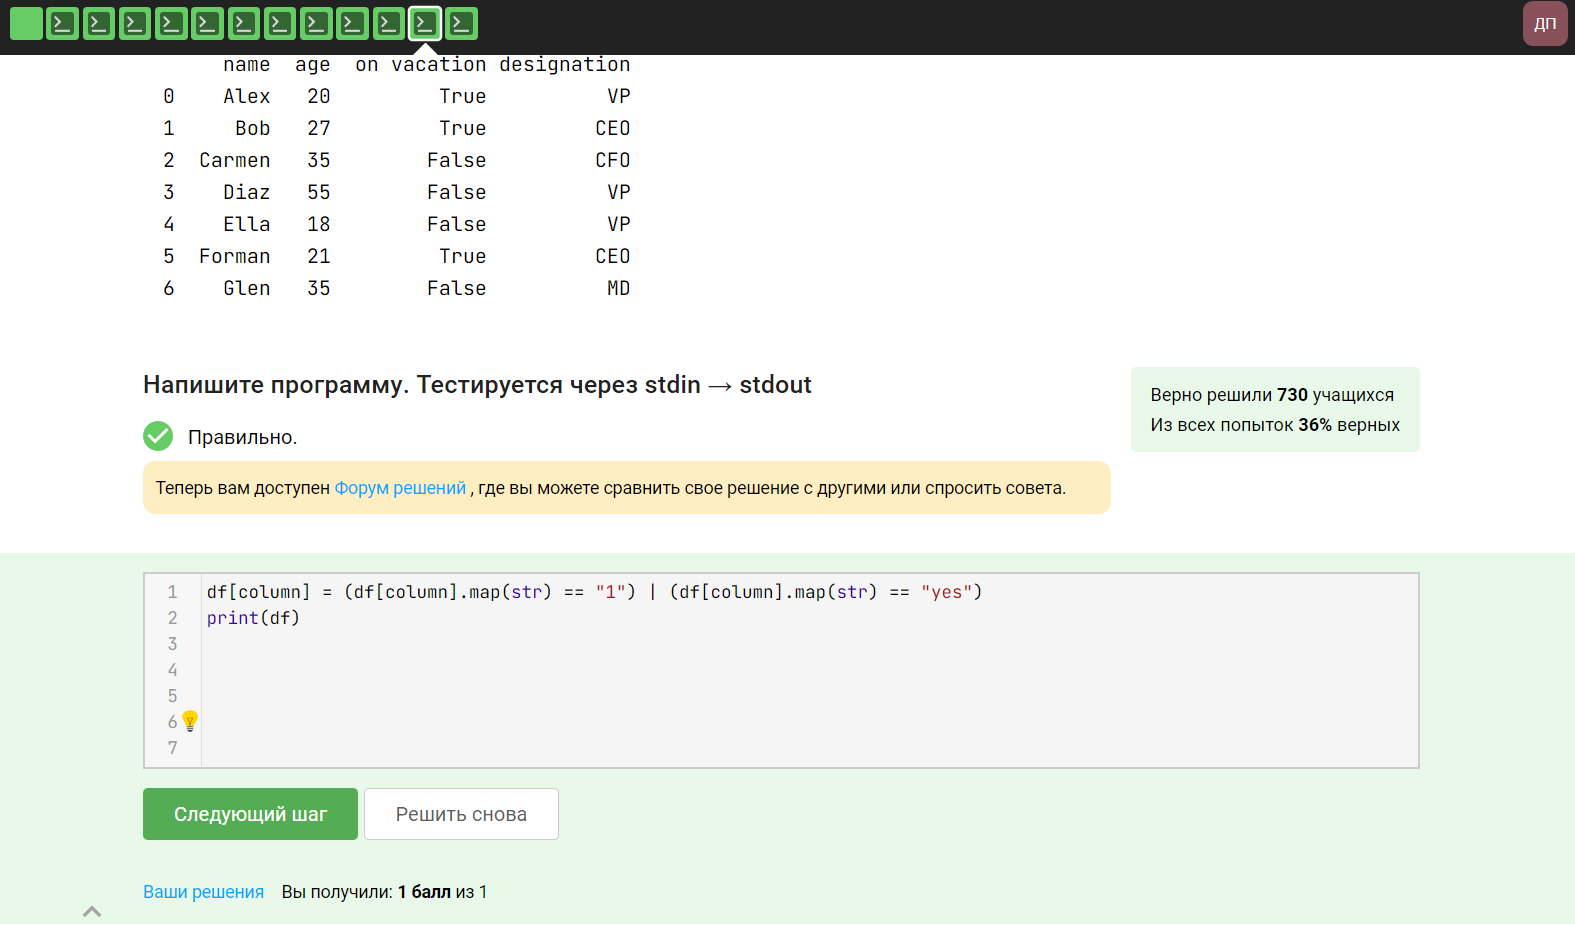 ДП
name age on vacation designation
0 Alex 20 True VP
1 Bob 27 True CEO
2 Carmen 35 False CFO
3 Diaz 55 False VP
4 Ella 18 False VP
5 Forman 21 True CEO
6 Glen 35 False MD
Напишите программу. Тестируется через stdin → stdout
Верно решили 730 учащихся
Из всех попыток 36% верных
Правильно.
Теперь вам доступен Форум решений , где вы можете сравнить свое решение с другими или спросить совета.
1 df[column] = (df[column].map(str) == "1") | (df[column].map(str) == "yes")
2 print(df)
3
4
5
6
7
Следующий шаг
Решить снова
Ваши решения Вы получили: 1 балл из 1